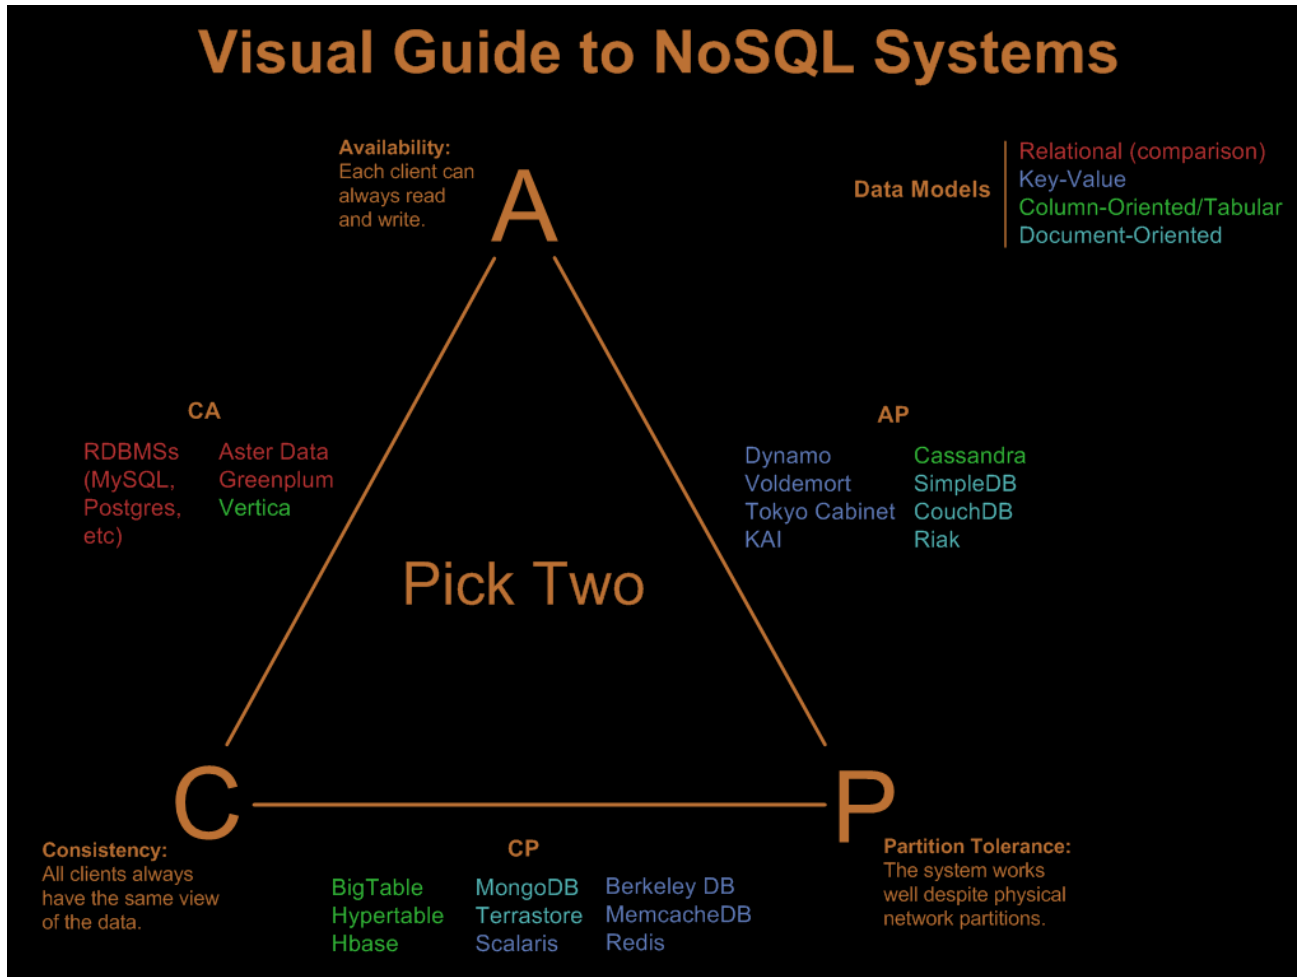 Visual Guide to NoSQL Systems
Availability:
Each client can
always read
and write.
A
Data Models
Relational (comparison)
Key-Value
Column-Oriented/Tabular
Document-Oriented
CA
RDBMSs
(MySQL,
Postgres,
etc)
Aster Data
Greenplum
Vertica
AP
Dynamo
Voldemort
Tokyo Cabinet
KAI
Cassandra
SimpleDB
CouchDB
Riak
Pick Two
C
Consistency:
All clients always
have the same view
of the data.
P
Partition Tolerance:
The system works
well despite physical
network partitions.
CP
BigTable
Hypertable
Hbase
MongoDB
Terrastore
Scalaris
Berkeley DB
MemcacheDB
Redis